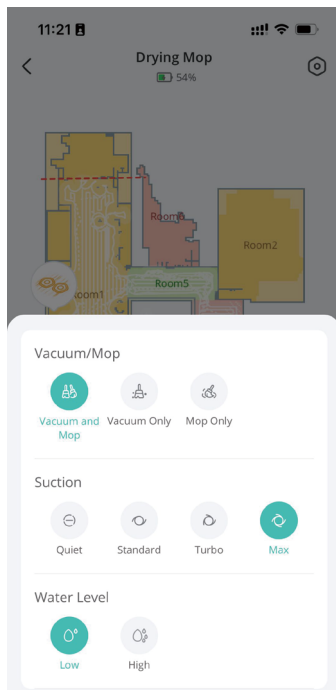 11:21
Drying Mop
54%
Room2
Room5
Vacuum/Mop
Vacuum and
Mop
Vacuum Only
Mop Only
Suction
Quiet
Standard
Turbo
Max
Water Level
Low
High